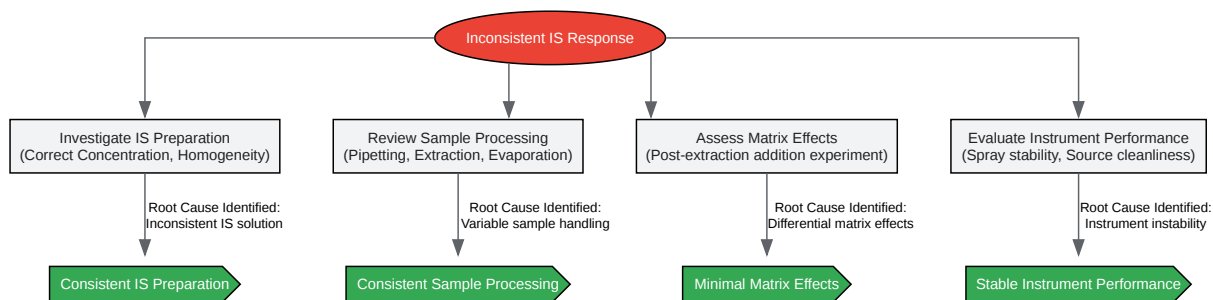 Inconsistent IS Response
Investigate IS Preparation
(Correct Concentration, Homogeneity)
Review Sample Processing
(Pipetting, Extraction, Evaporation)
Assess Matrix Effects
(Post-extraction addition experiment)
Evaluate Instrument Performance
(Spray stability, Source cleanliness)
Root Cause Identified:
Inconsistent IS solution
Root Cause Identified:
Variable sample handling
Root Cause Identified:
Differential matrix effects
Root Cause Identified:
Instrument instability
Consistent IS Preparation
Consistent Sample Processing
Minimal Matrix Effects
Stable Instrument Performance